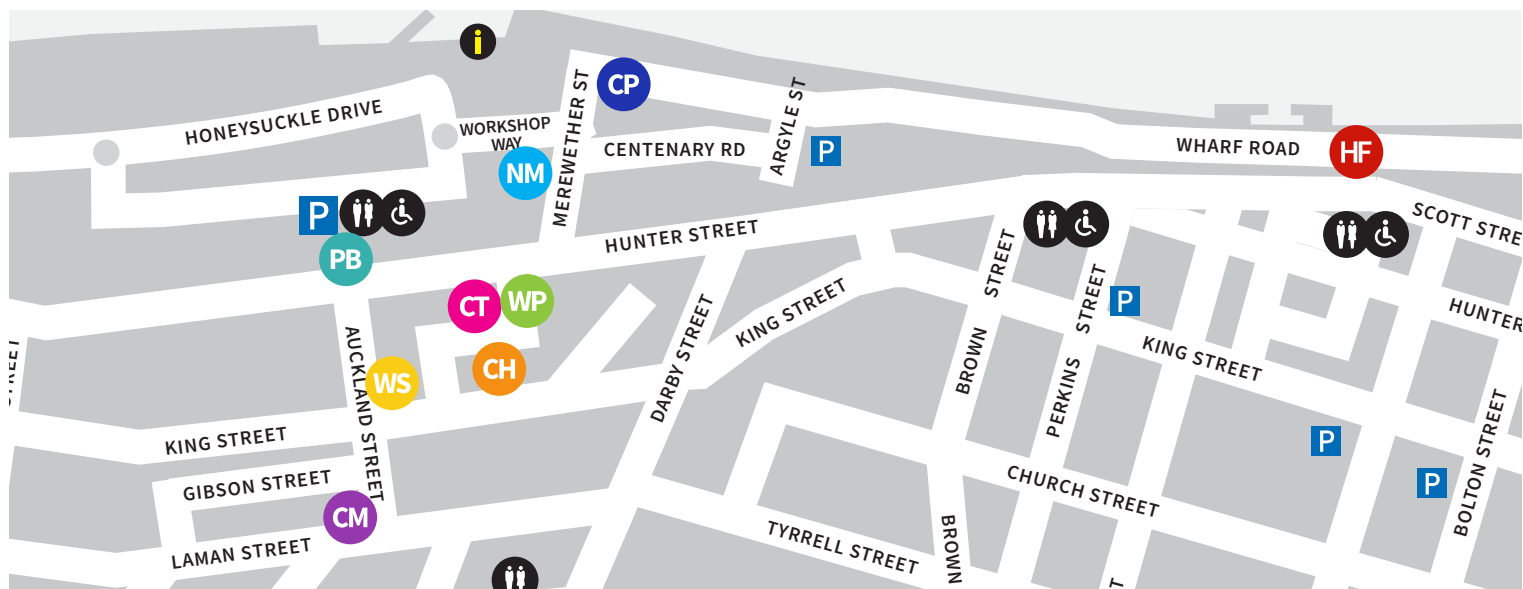 i
CP
HONEYSUCKLE DRIVE
WORKSHOP
WAY
MEREWETHER ST
CENTENARY RD
ARGYLE ST
P
WHARF ROAD
HF
NM
P
SCOTT STRE
PB
HUNTER STREET
CT
WP
KING STREET
BROWN STREET
PERKINS STREET
P
HUNTER
STREET
AUCKLAND STREET
WS
CH
DARBY STREET
KING STREET
KING STREET
P
P
BOLTON STREET
GIBSON STREET
CM
CHURCH STREET
LAMAN STREET
TYRRELL STREET
BROWN
T